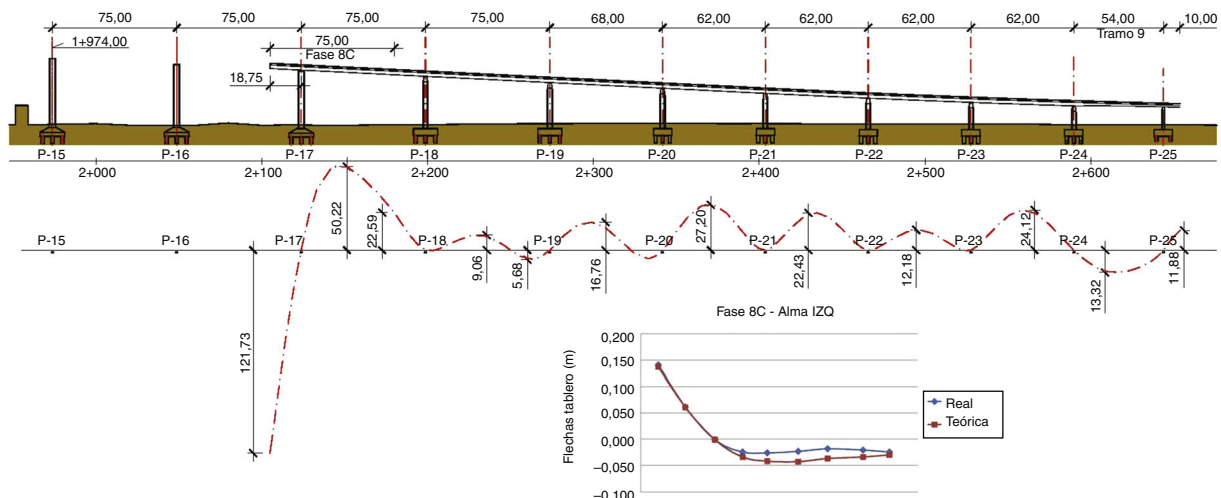 75,00 75,00 75,00 75,00 68,00 62,00 62,00 62,00 62,00 54,00 10,00
1+974,00
75,00
Fase 8C
Tramo 9
18,75
P-15 P-16 P-17 P-18 P-19 P-20 P-21 P-22 P-23 P-24 P-25
2+000 2+100 2+200 2+300 2+400 2+500 2+600
P-15 P-16 P-17 P-18 P-19 P-20 P-21 P-22 P-23 P-24 P-25
121,73
50,22
22,59
9,06
5,68
16,76
27,20
22,43
12,18
24,12
13,32
11,88
Fase 8C - Alma IZQ
Flechas tablero (m)
0,200
0,150
0,100
0,050
0,000
–0,050
–0,100
Real
Teórica